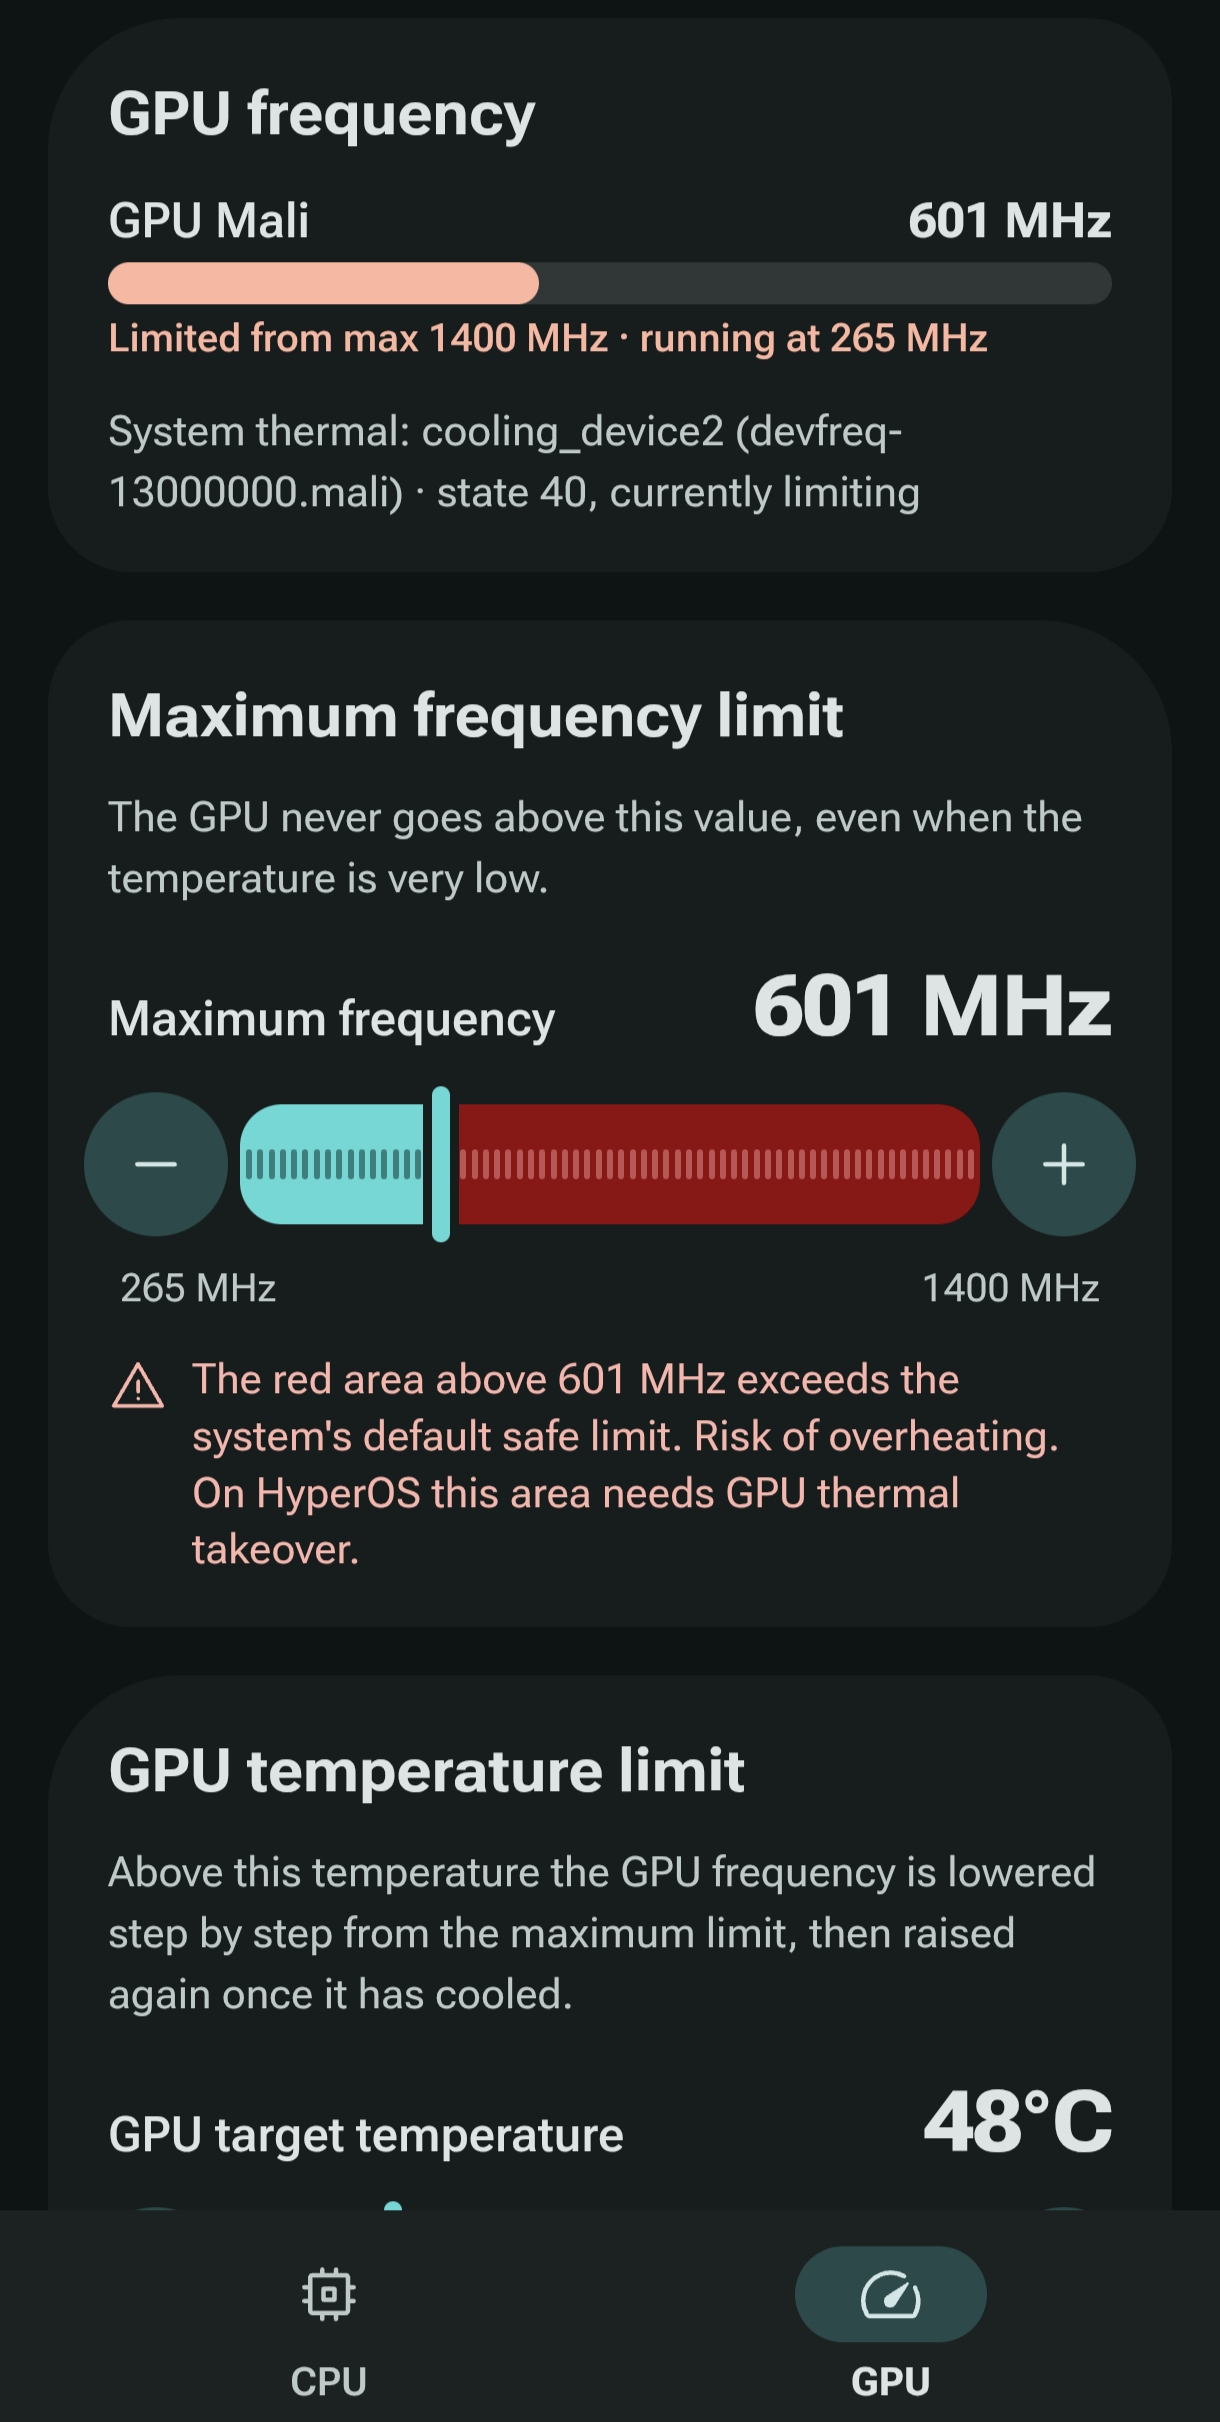 GPU frequency
GPU Mali
601 MHz
Limited from max 1400 MHz · running at 265 MHz
System thermal: cooling_device2 (devfreq-
13000000.mali) · state 40, currently limiting
Maximum frequency limit
The GPU never goes above this value, even when the
temperature is very low.
Maximum frequency
601 MHz
265 MHz
1400 MHz
The red area above 601 MHz exceeds the
system's default safe limit. Risk of overheating.
On HyperOS this area needs GPU thermal
takeover.
GPU temperature limit
Above this temperature the GPU frequency is lowered
step by step from the maximum limit, then raised
again once it has cooled.
GPU target temperature
48°C
CPU
GPU